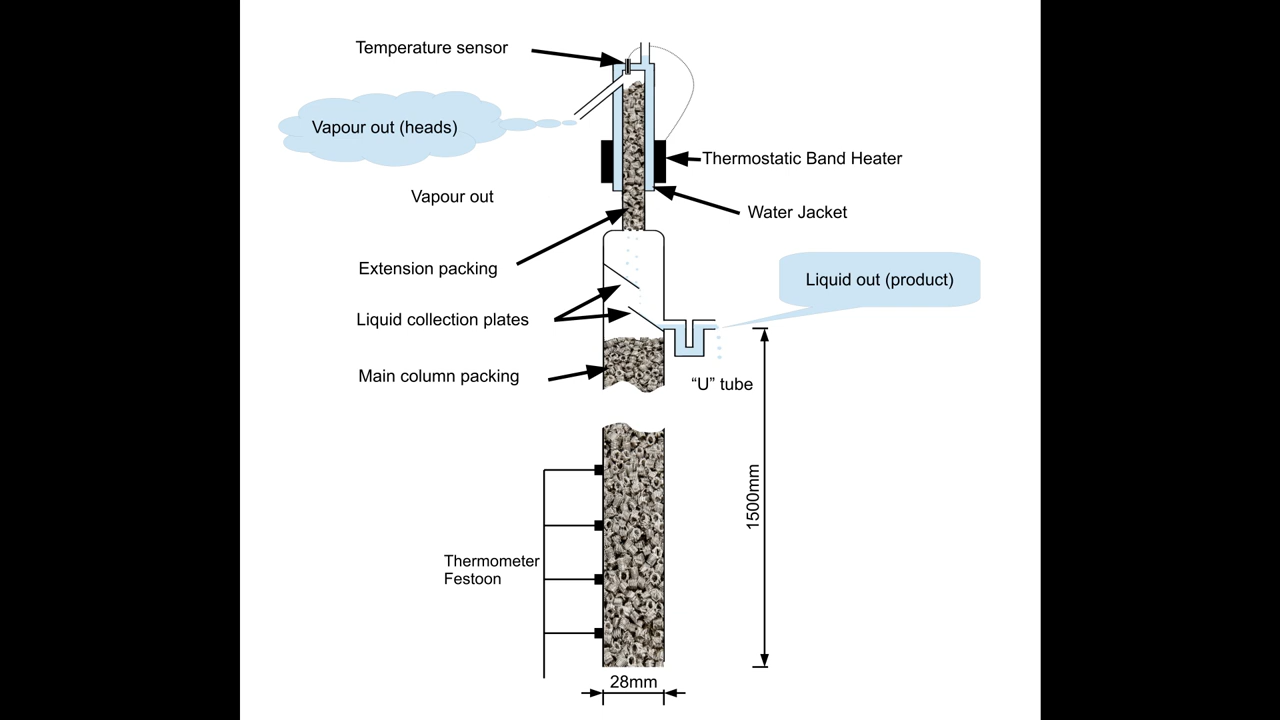 Temperature sensor
Vapour out (heads)
Thermostatic Band Heater
Vapour out
Water Jacket
Extension packing
Liquid out (product)
Liquid collection plates
Main column packing
“U” tube
1500mm
Thermometer
Festoon
28mm